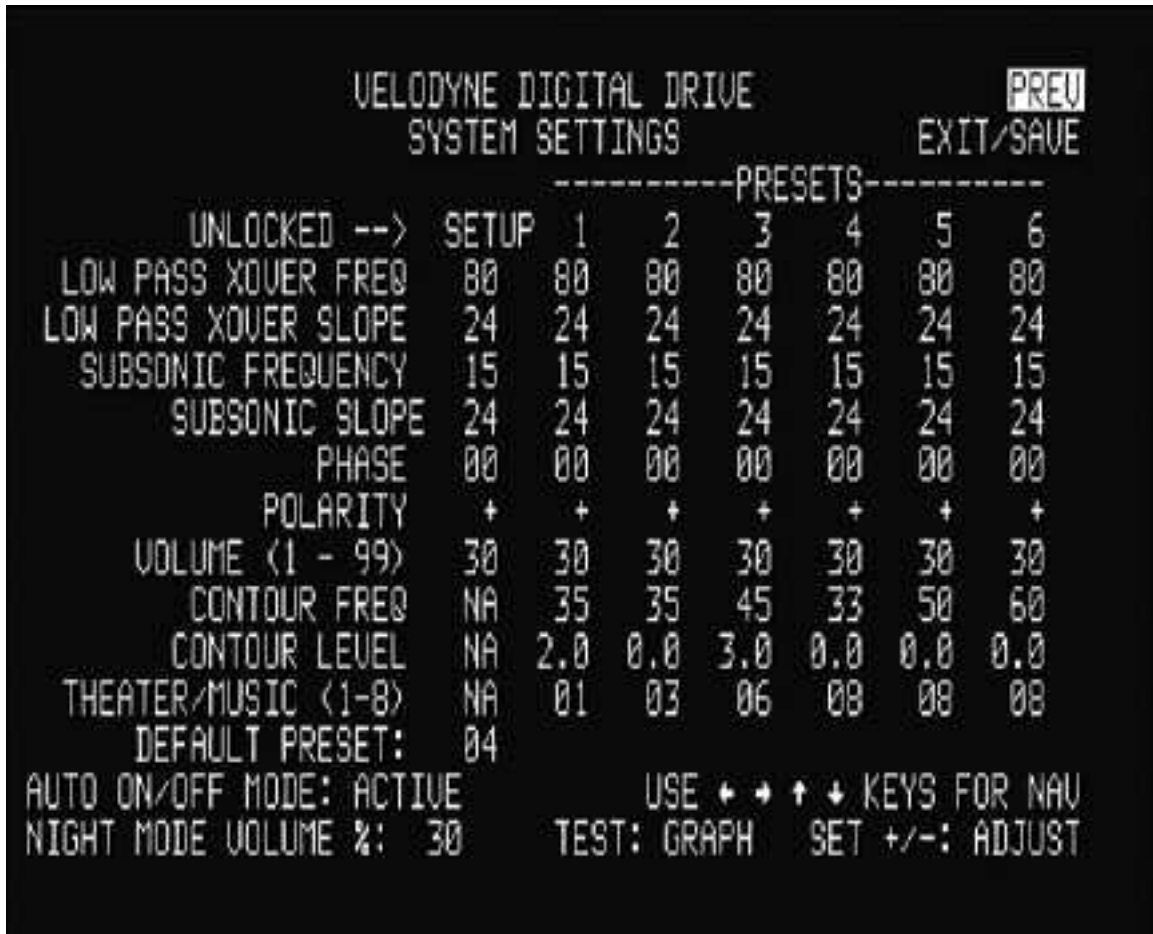 VELODYNE DIGITAL DRIVE PREV
SYSTEM SETTINGS EXIT/SAVE
----------PRESETS----------
UNLOCKED --> SETUP 1 2 3 4 5 6
LOW PASS XOVER FREQ 80 80 80 80 80 80 80
LOW PASS XOVER SLOPE 24 24 24 24 24 24 24
SUBSONIC FREQUENCY 15 15 15 15 15 15 15
SUBSONIC SLOPE 24 24 24 24 24 24 24
PHASE 00 00 00 00 00 00 00
POLARITY + + + + + + +
VOLUME (1 - 99) 30 30 30 30 30 30 30
CONTOUR FREQ NA 35 35 45 33 50 60
CONTOUR LEVEL NA 2.0 0.0 3.0 0.0 0.0 0.0
THEATER/MUSIC (1-8) NA 01 03 06 08 08 08
DEFAULT PRESET: 04
AUTO ON/OFF MODE: ACTIVE USE ← → ↑ ↓ KEYS FOR NAV
NIGHT MODE VOLUME %: 30 TEST: GRAPH SET +/-: ADJUST